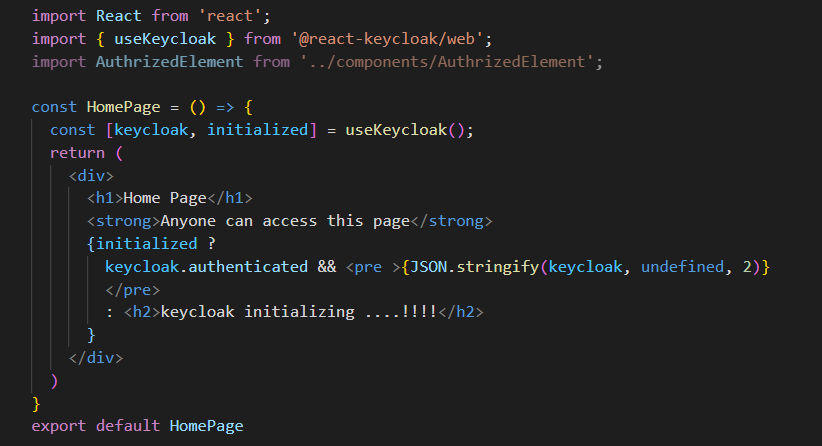 import React from 'react';
import { useKeycloak } from '@react-keycloak/web';
import AuthrizedElement from '../components/AuthrizedElement';
const HomePage = () => {
const [keycloak, initialized] = useKeycloak();
return (
<div>
<h1>Home Page</h1>
<strong>Anyone can access this page</strong>
{initialized ?
keycloak.authenticated && <pre >{JSON.stringify(keycloak, undefined, 2)}
</pre>
: <h2>keycloak initializing ....!!!!</h2>
}
</div>
)
}
export default HomePage